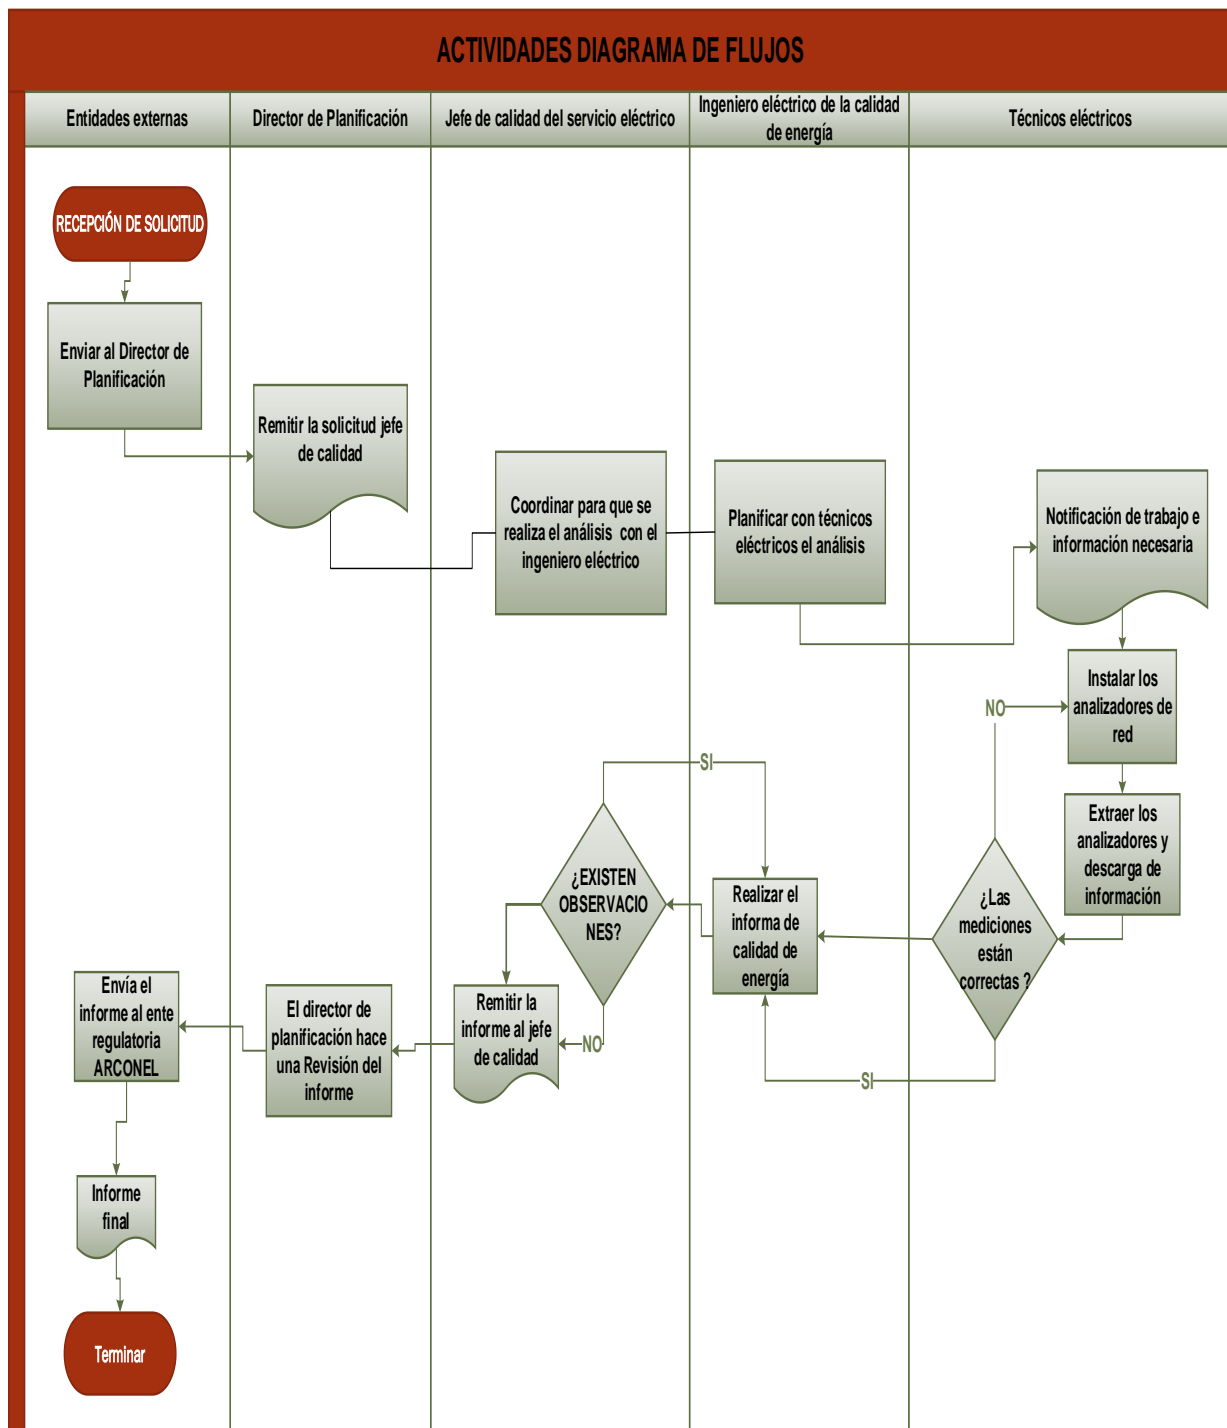 ACTIVIDADES DIAGRAMA DE FLUJOS
Entidades externas
Director de Planificación
Jefe de calidad del servicio eléctrico
Ingeniero eléctrico de la calidad
de energía
Técnicos eléctricos
RECEPCIÓN DE SOLICITUD
Enviar al Director de
Planificación
Remitir la solicitud jefe
de calidad
Coordinar para que se
realiza el análisis con el
ingeniero eléctrico
Planificar con técnicos
eléctricos el análisis
Notificación de trabajo e
información necesaria
Instalar los
analizadores de
red
NO
Extraer los
analizadores y
descarga de
información
¿Las
mediciones
están
correctas ?
SI
SI
Realizar el
informa de
calidad de
energía
¿EXISTEN
OBSERVACIO
NES?
NO
Remitir la
informe al jefe
de calidad
El director de
planificación hace
una Revisión del
informe
Envía el
informe al ente
regulatoria
ARCONEL
Informe
final
Terminar